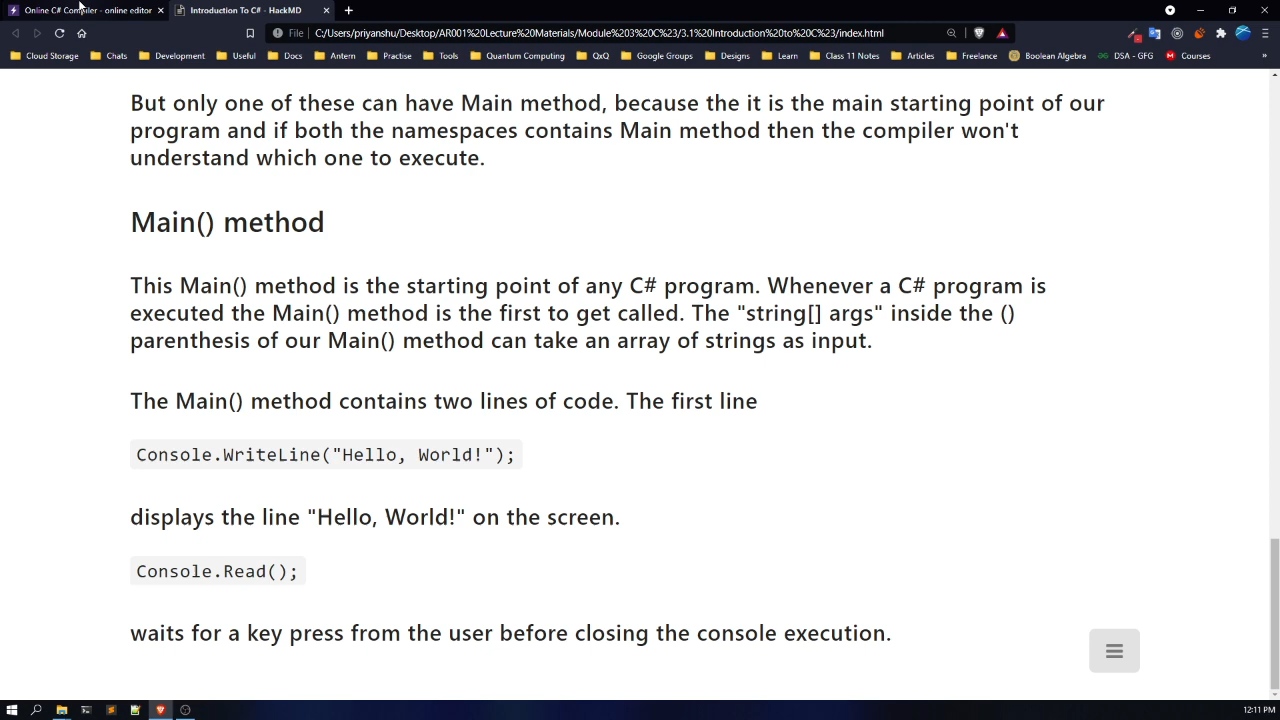 Online C# Compiler - online editor
Introduction To C# - HackMD
File
C:/Users/priyanshu/Desktop/AR001%20Lecture%20Materials/Module%203%20C%23/3.1%20Introduction%20to%20C%23/index.html
Cloud Storage
Chats
Development
Useful
Docs
Antern
Practise
Tools
Quantum Computing
QxQ
Google Groups
Designs
Learn
Class 11 Notes
Articles
Freelance
Boolean Algebra
DSA - GFG
Courses
But only one of these can have Main method, because the it is the main starting point of our
program and if both the namespaces contains Main method then the compiler won't
understand which one to execute.
Main() method
This Main() method is the starting point of any C# program. Whenever a C# program is
executed the Main() method is the first to get called. The "string[] args" inside the ()
parenthesis of our Main() method can take an array of strings as input.
The Main() method contains two lines of code. The first line
Console.WriteLine("Hello, World!");
displays the line "Hello, World!" on the screen.
Console.Read();
waits for a key press from the user before closing the console execution.
12:11 PM